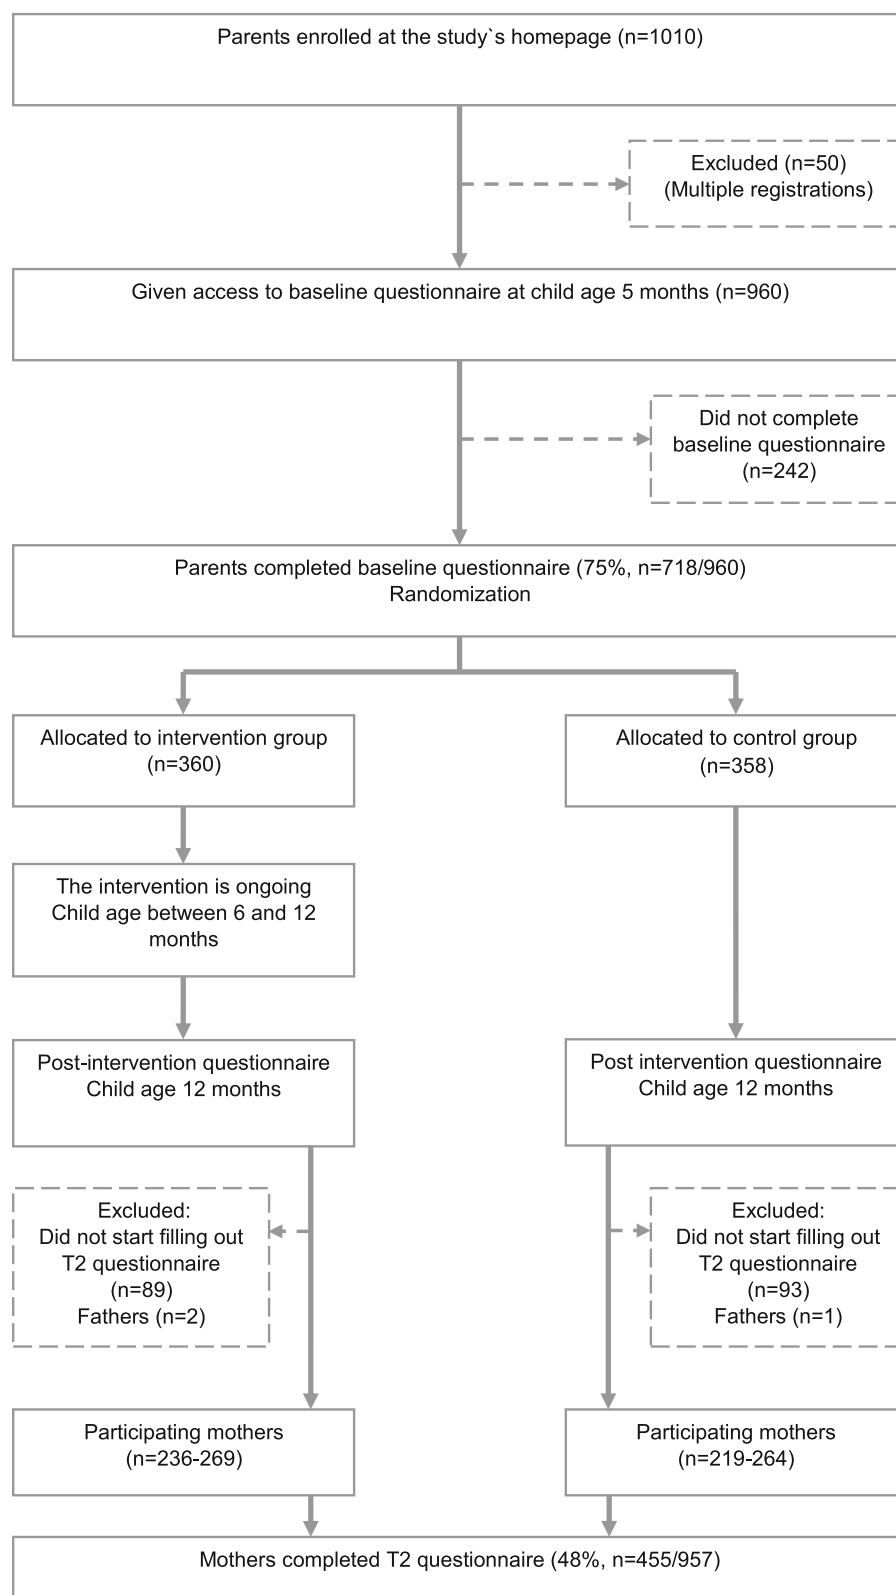 Parents enrolled at the study`s homepage (n=1010)
Excluded (n=50)
(Multiple registrations)
Given access to baseline questionnaire at child age 5 months (n=960)
Did not complete
baseline questionnaire
(n=242)
Parents completed baseline questionnaire (75%, n=718/960)
Randomization
Allocated to intervention group
(n=360)
Allocated to control group
(n=358)
The intervention is ongoing
Child age between 6 and 12
months
Post-intervention questionnaire
Child age 12 months
Post intervention questionnaire
Child age 12 months
Excluded:
Did not start filling out
T2 questionnaire
(n=89)
Fathers (n=2)
Excluded:
Did not start filling out
T2 questionnaire
(n=93)
Fathers (n=1)
Participating mothers
(n=236-269)
Participating mothers
(n=219-264)
Mothers completed T2 questionnaire (48%, n=455/957)